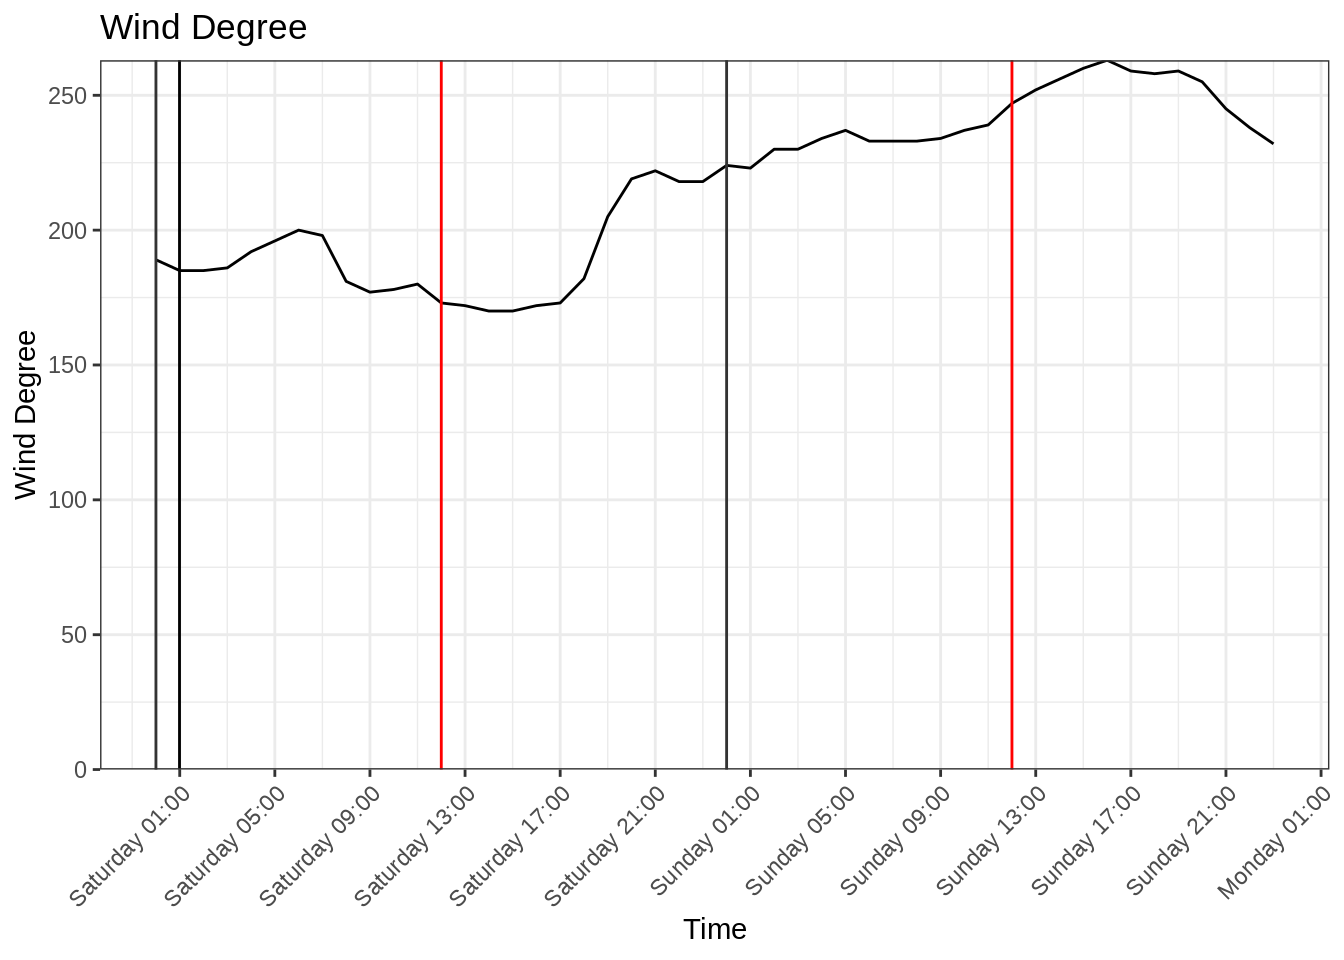 Wind Degree
Wind Degree
250
200
150
100
50
0
Saturday 01:00
Saturday 05:00
Saturday 09:00
Saturday 13:00
Saturday 17:00
Saturday 21:00
Sunday 01:00
Sunday 05:00
Sunday 09:00
Sunday 13:00
Sunday 17:00
Sunday 21:00
Monday 01:00
Time